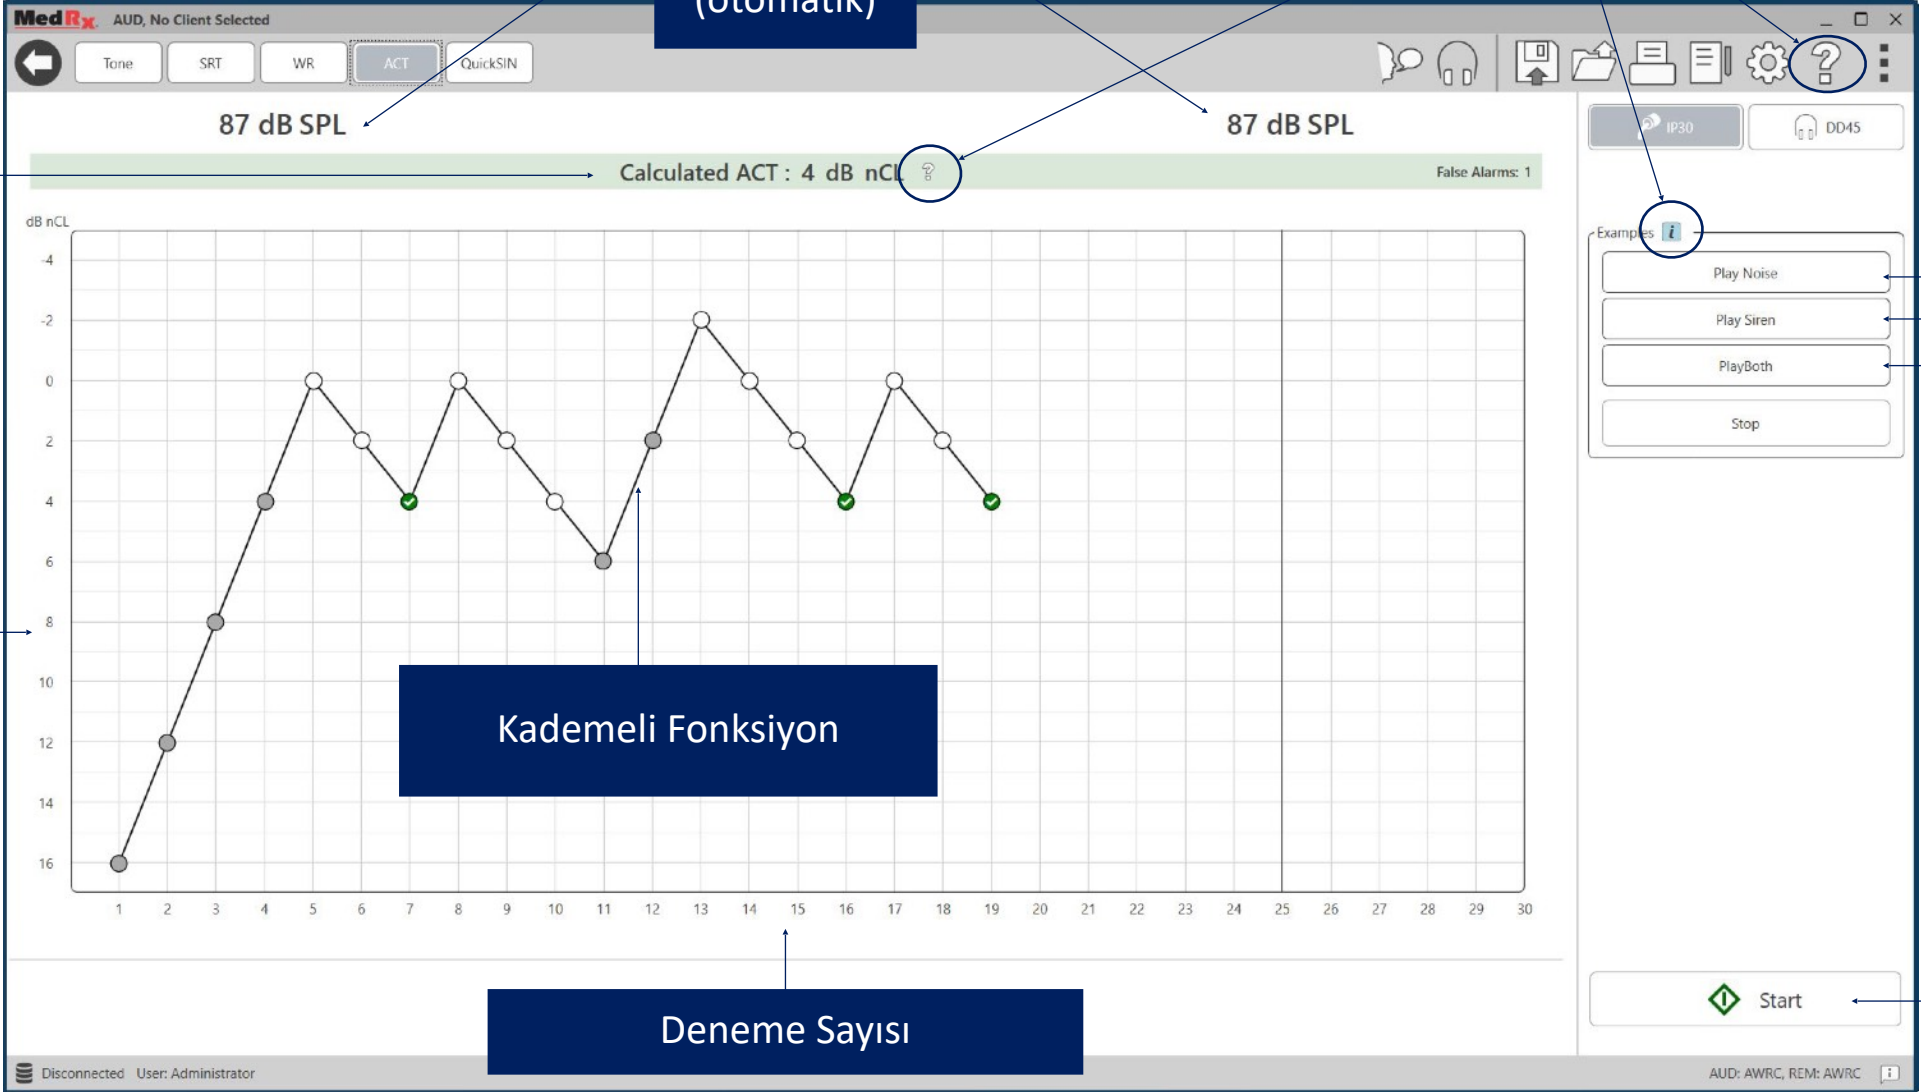 (otomatik)
MedRx AUD, No Client Selected
Tone SRT WR ACT QuickSIN
87 dB SPL 87 dB SPL
IP30 DD45
Calculated ACT : 4 dB nCL ? False Alarms: 1
dB nCL
Examples i
Play Noise
Play Siren
PlayBoth
Stop
-4
-2
0
2
4
6
8
10
12
14
16
Kademeli Fonksiyon
1 2 3 4 5 6 7 8 9 10 11 12 13 14 15 16 17 18 19 20 21 22 23 24 25 26 27 28 29 30
Start
Deneme Sayısı
Disconnected User: Administrator AUD: AWRC, REM: AWRC i